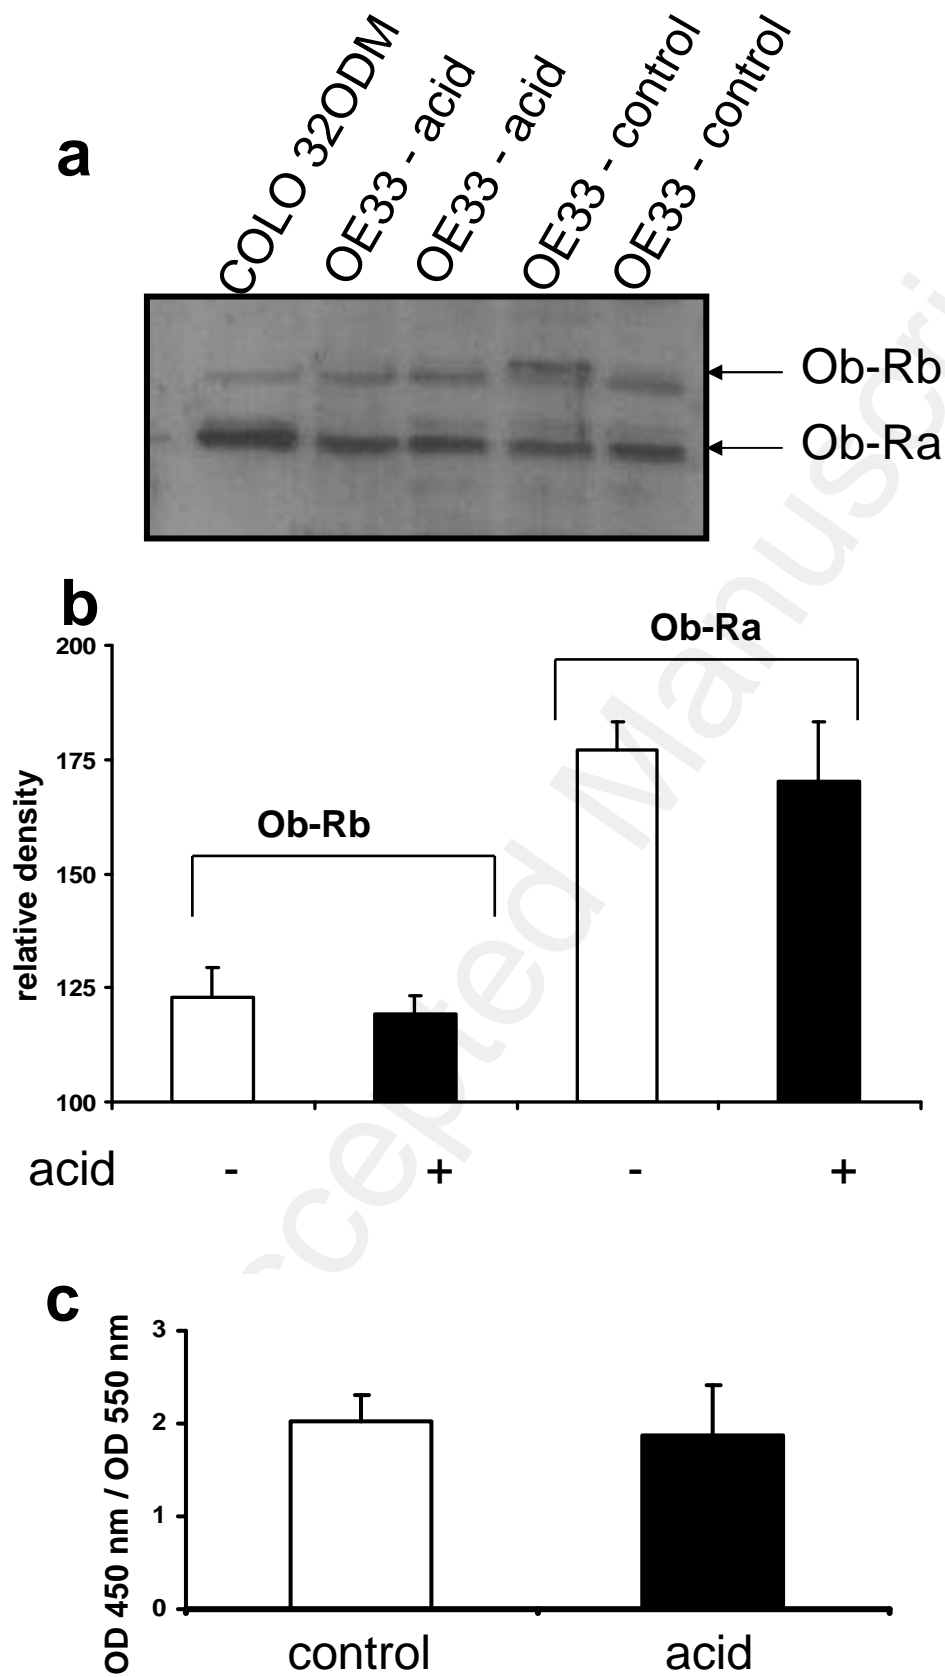 a
COLO 32ODM
OE33 - acid
OE33 - acid
OE33 - control
OE33 - control
Ob-Rb
Ob-Ra
b
relative density
200
175
150
125
100
Ob-Rb
Ob-Ra
acid - + - +
c
OD 450 nm / OD 550 nm
3
2
1
0
control acid
ccepted Manuscri